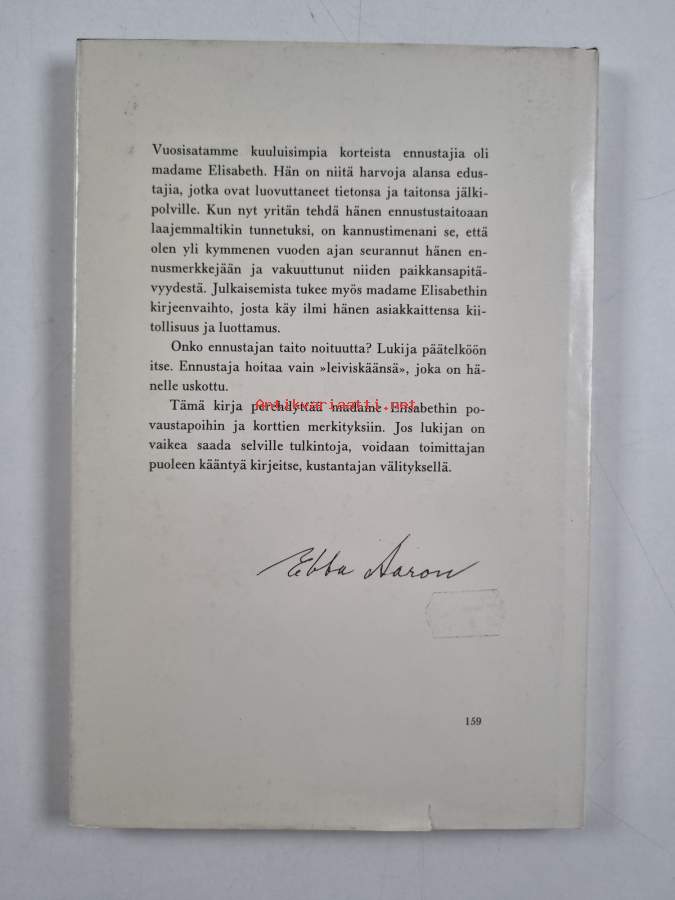 Vuosisatamme kuuluisimpia korteista ennustajia oli
madame Elisabeth. Hän on niitä harvoja alansa edus-
tajia, jotka ovat luovuttaneet tietonsa ja taitonsa jälki-
polville. Kun nyt yritän tehdä hänen ennustustaitoaan
laajemmaltikin tunnetuksi, on kannustimenani se, että
olen yli kymmenen vuoden ajan seurannut hänen en-
nusmerkkejään ja vakuuttunut niiden paikkansapitä-
vyydestä. Julkaisemista tukee myös madame Elisabethin
kirjeenvaihto, josta käy ilmi hänen asiakkaittensa kii-
tollisuus ja luottamus.
Onko ennustajan taito noituutta? Lukija päätelköön
itse. Ennustaja hoitaa vain »leiviskäänsä», joka on hä-
nelle uskottu.
Antikvariaatti.net
Tämä kirja perehdyttää madame Elisabethin po-
vaustapoihin ja korttien merkityksiin. Jos lukijan on
vaikea saada selville tulkintoja, voidaan toimittajan
puoleen kääntyä kirjeitse, kustantajan välityksellä.
Ebba Aaron
159